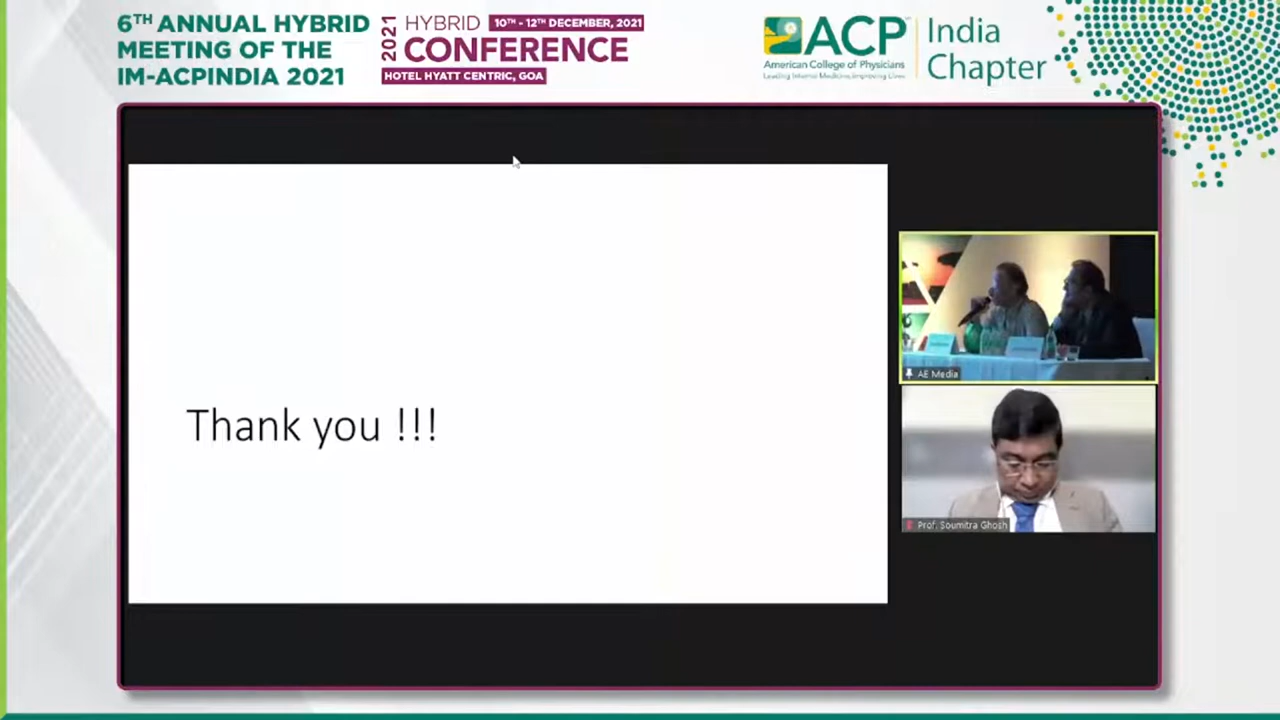 6TH ANNUAL HYBRID
MEETING OF THE
IM-ACPINDIA 2021
2021
HYBRID 10TH - 12TH DECEMBER, 2021
CONFERENCE
HOTEL HYATT CENTRIC, GOA
ACP
American College of Physicians
Leading Internal Medicine, Improving Lives
India
Chapter
Thank you !!!
AE Media
Prof. Soumitra Ghosh